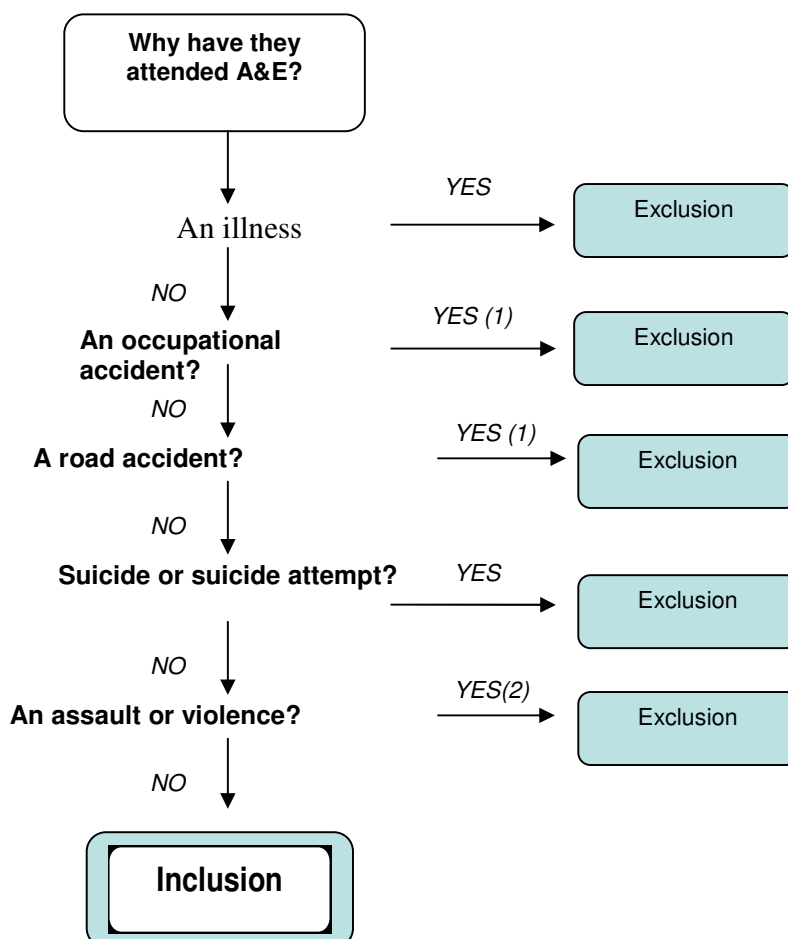 Why have they
attended A&E?
YES
Exclusion
An illness
NO
YES (1)
Exclusion
An occupational
accident?
NO
YES (1)
Exclusion
A road accident?
NO
Suicide or suicide attempt?
YES
Exclusion
NO
YES(2)
Exclusion
An assault or violence?
NO
Inclusion